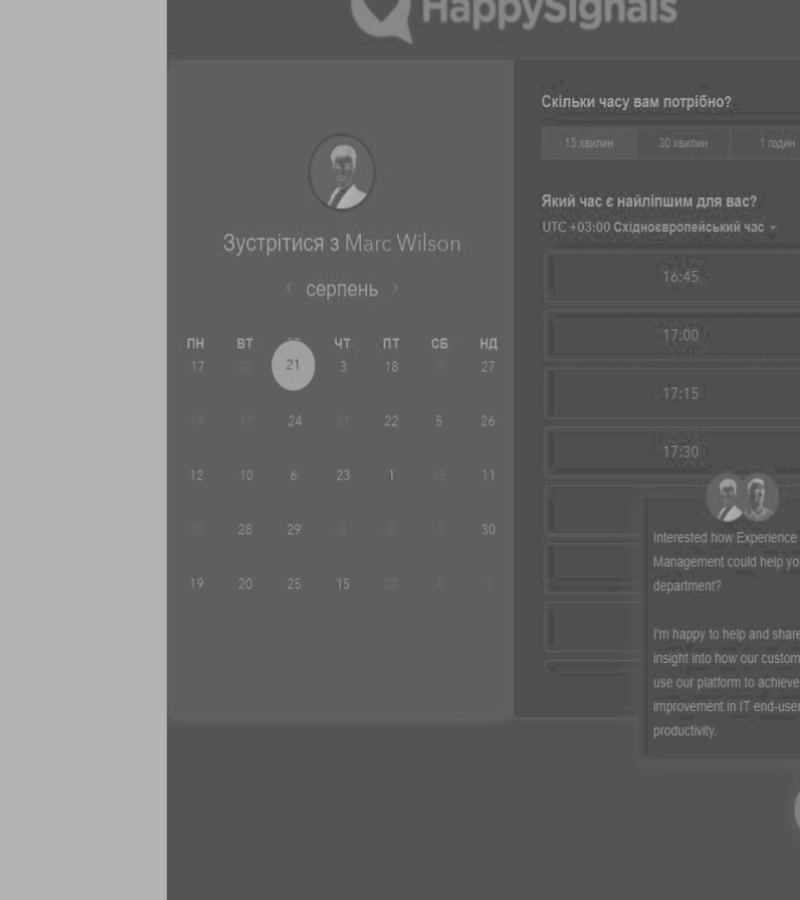 HappySignals
Зустрітися з Marc Wilson
‹ серпень ›
ПН ВТ ЧТ ПТ СБ НД
17 20 21 3 18 9 27
19 17 24 31 22 5 26
12 10 6 23 1 15 11
30 28 29 8 30
19 20 25 15 20 1
Скільки часу вам потрібно?
15 хвилин 30 хвилин 1 годин
Який час є найліпшим для вас?
UTC +03:00 Східноєвропейський час
16:45
17:00
17:15
17:30
Interested how Experience
Management could help yo
department?
I'm happy to help and share
insight into how our custom
use our platform to achieve
improvement in IT end-user
productivity.